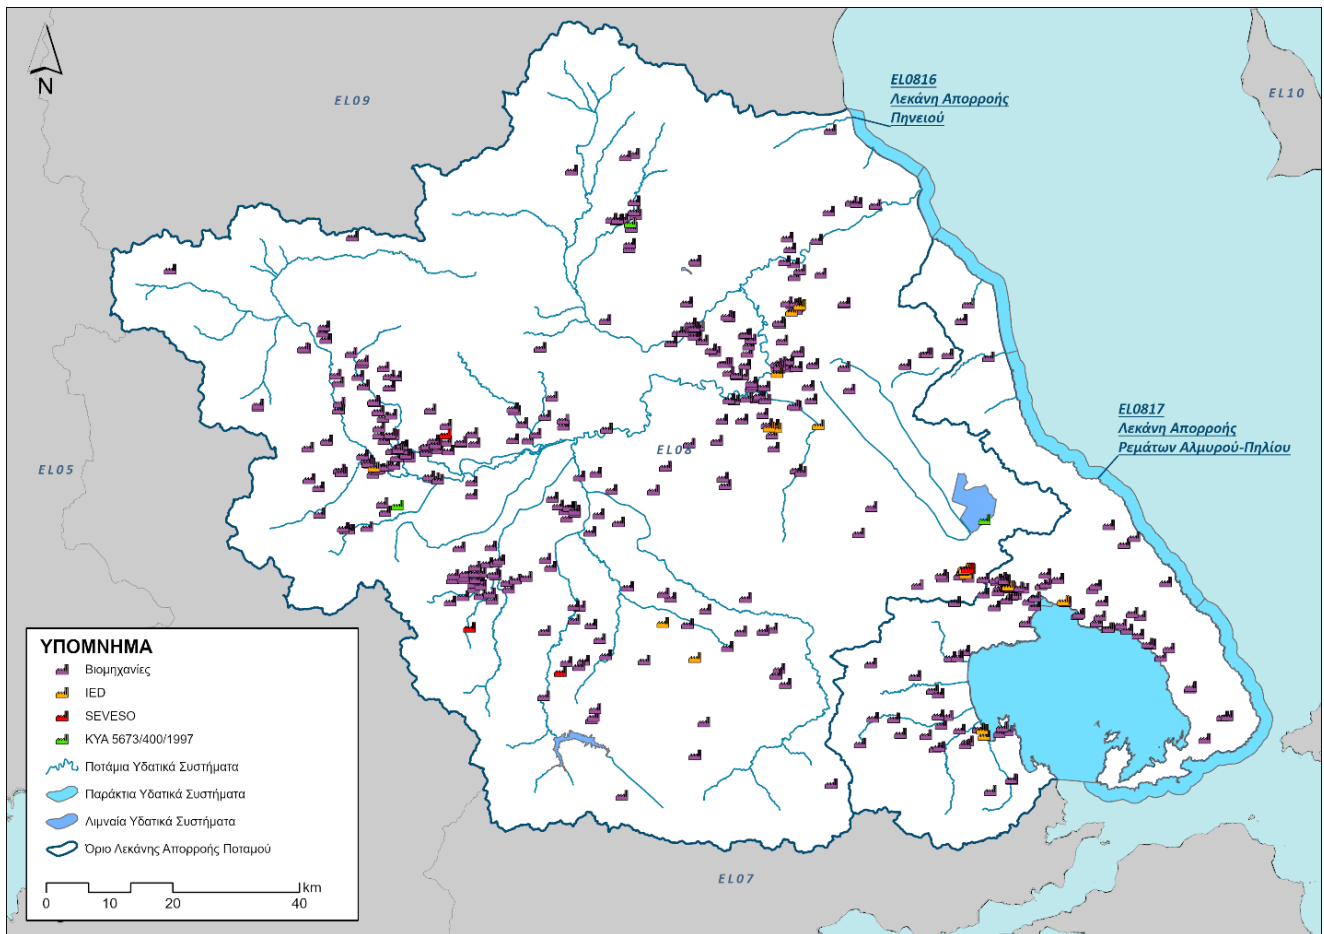 N
EL09
EL10
EL0816
Λεκάνη Απορροής
Πηνειού
EL0817
Λεκάνη Απορροής
Ρεμάτων Αλμυρού-Πηλίου
EL05
EL08
EL07
ΥΠΟΜΝΗΜΑ
Βιομηχανίες
IED
SEVESO
ΚΥΑ 5673/400/1997
Ποτάμια Υδατικά Συστήματα
Παράκτια Υδατικά Συστήματα
Λιμναία Υδατικά Συστήματα
Όριο Λεκάνης Απορροής Ποταμού
km
0 10 20 40